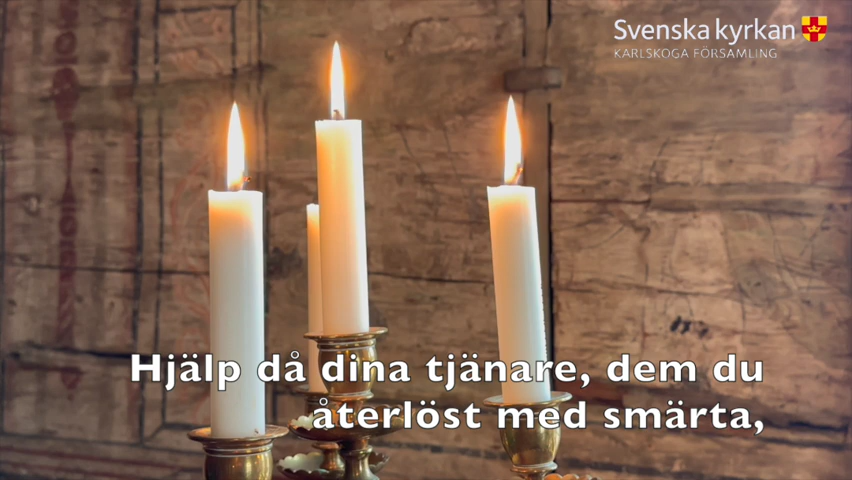 Svenska kyrkan
KARLSKOGA FÖRSAMLING
Hjälp då dina tjänare, dem du
återlöst med smärta,